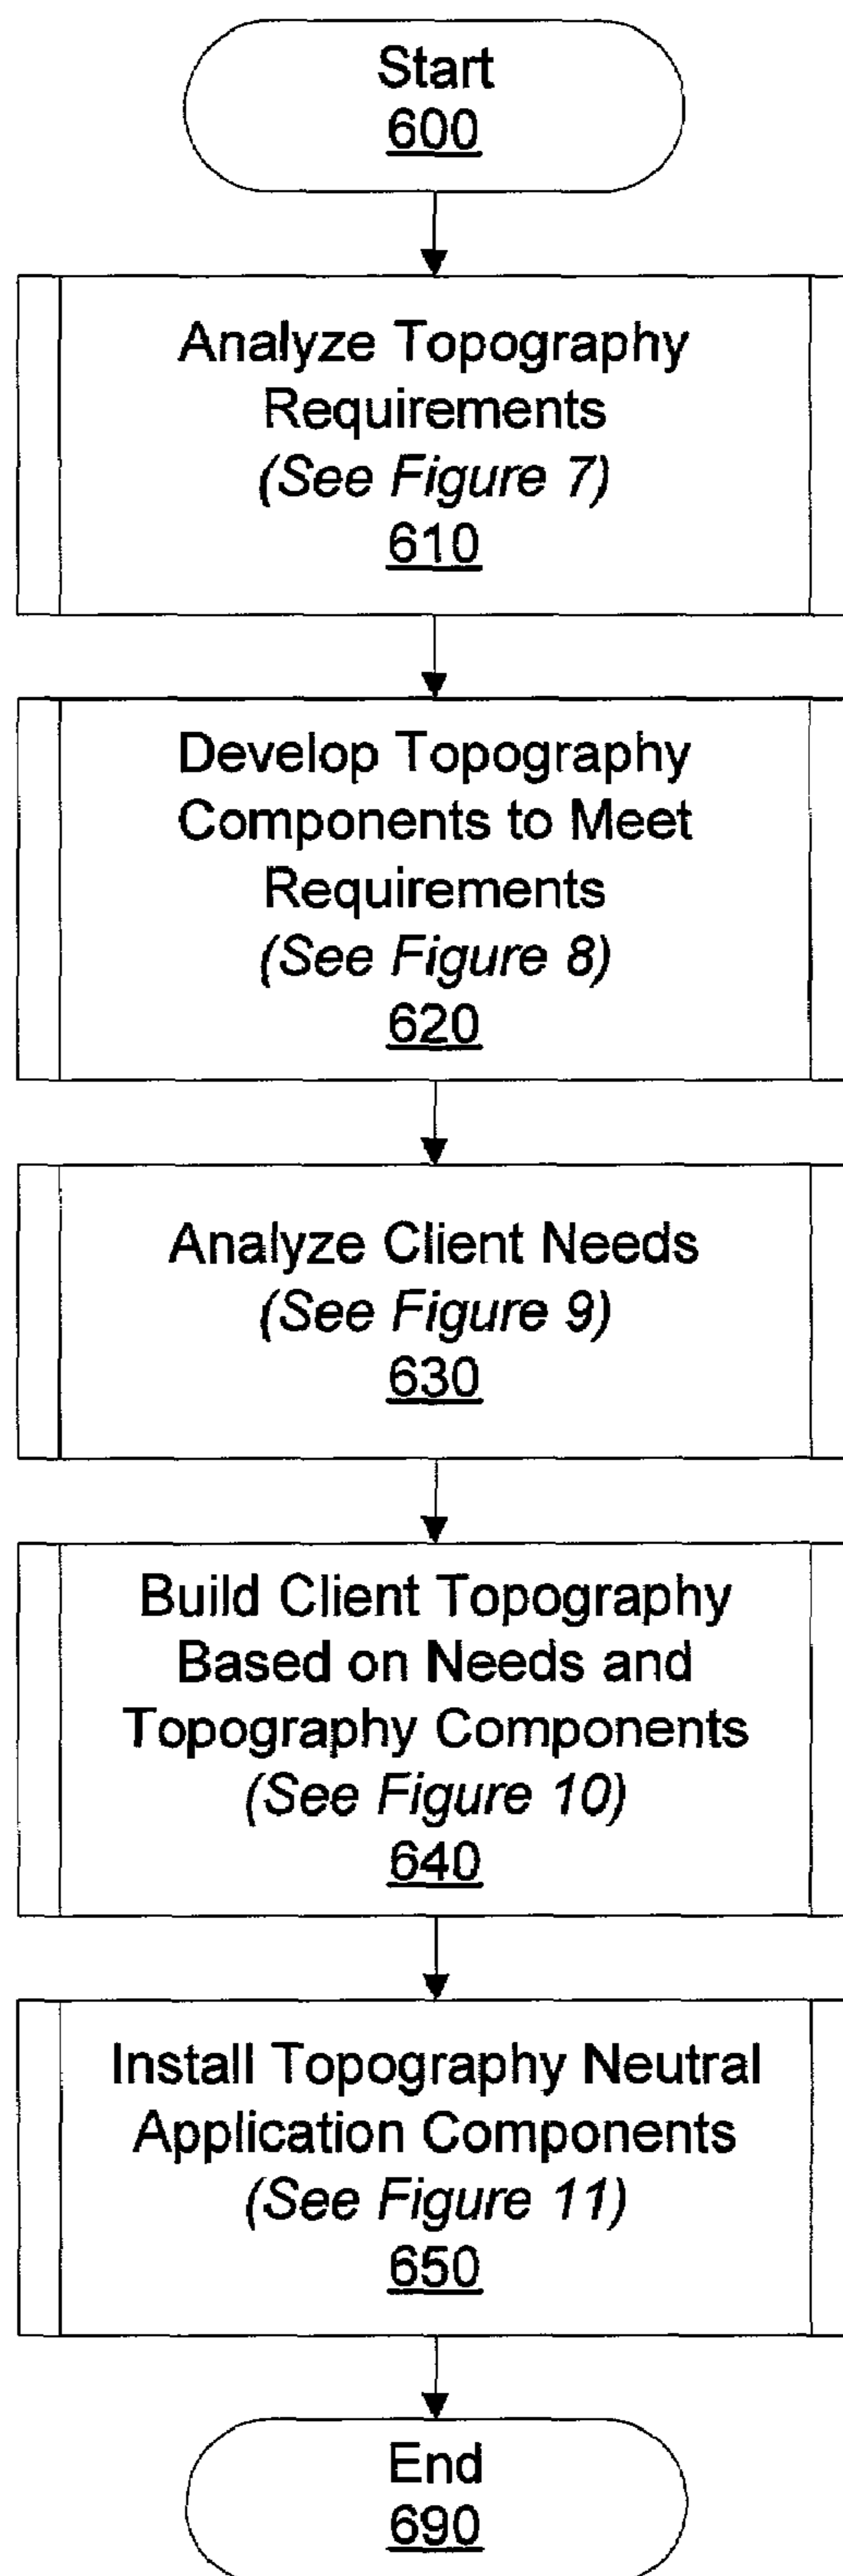 Start
600
Analyze Topography
Requirements
(See Figure 7)
610
Develop Topography
Components to Meet
Requirements
(See Figure 8)
620
Analyze Client Needs
(See Figure 9)
630
Build Client Topography
Based on Needs and
Topography Components
(See Figure 10)
640
Install Topography Neutral
Application Components
(See Figure 11)
650
End
690